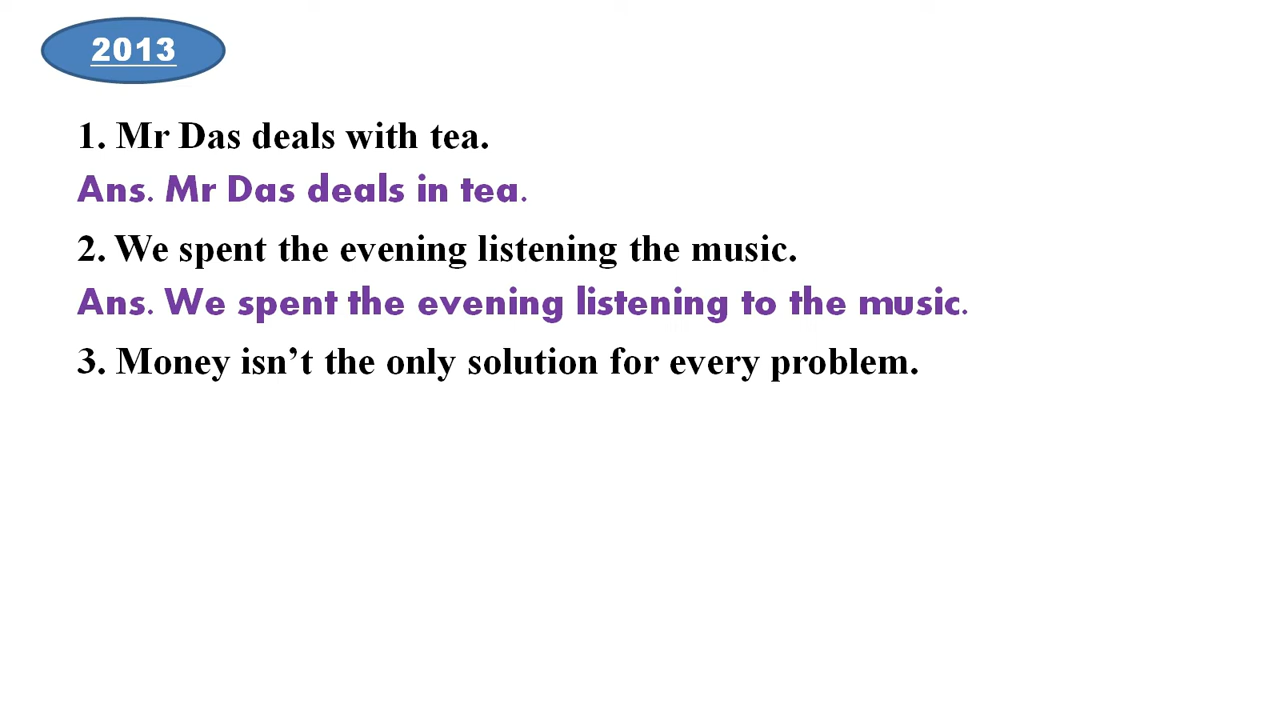 2013
1. Mr Das deals with tea.
Ans. Mr Das deals in tea.
2. We spent the evening listening the music.
Ans. We spent the evening listening to the music.
3. Money isn’t the only solution for every problem.